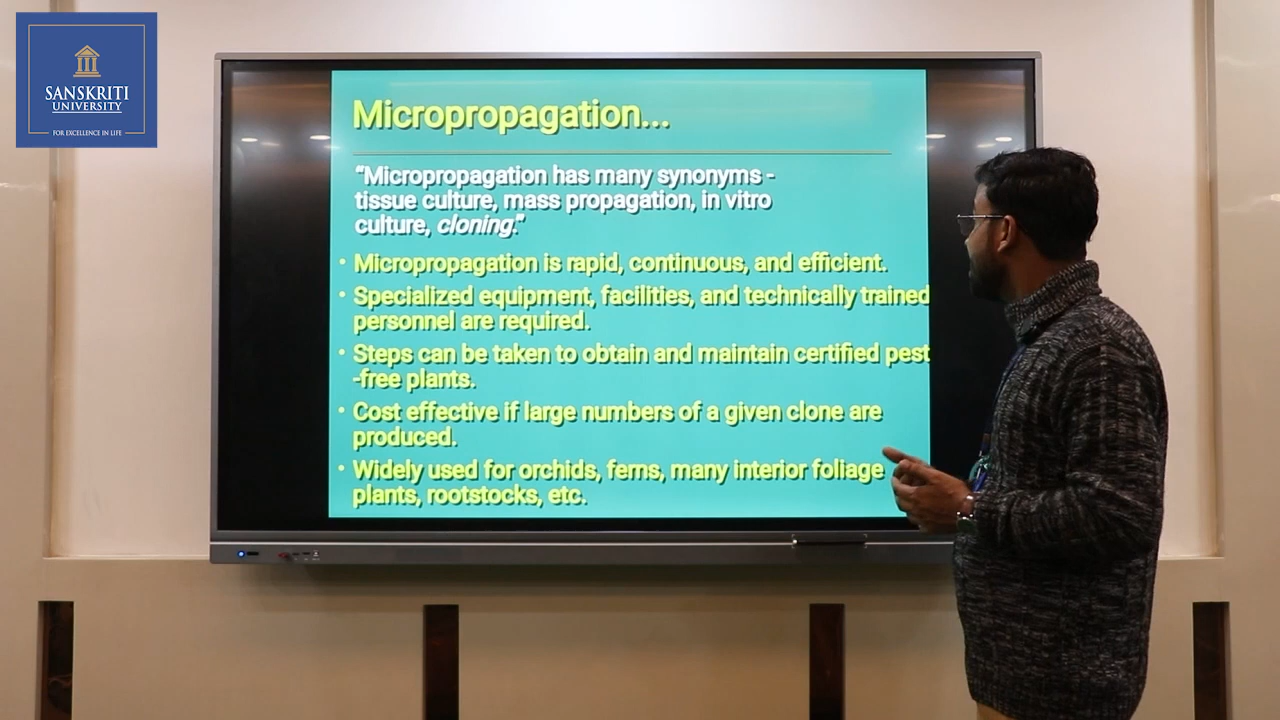 SANSKRITI
UNIVERSITY
FOR EXCELLENCE IN LIFE
Micropropagation...
“Micropropagation has many synonyms -
tissue culture, mass propagation, in vitro
culture, cloning.”
• Micropropagation is rapid, continuous, and efficient.
• Specialized equipment, facilities, and technically trained
personnel are required.
• Steps can be taken to obtain and maintain certified pest
-free plants.
• Cost effective if large numbers of a given clone are
produced.
• Widely used for orchids, ferns, many interior foliage
plants, rootstocks, etc.